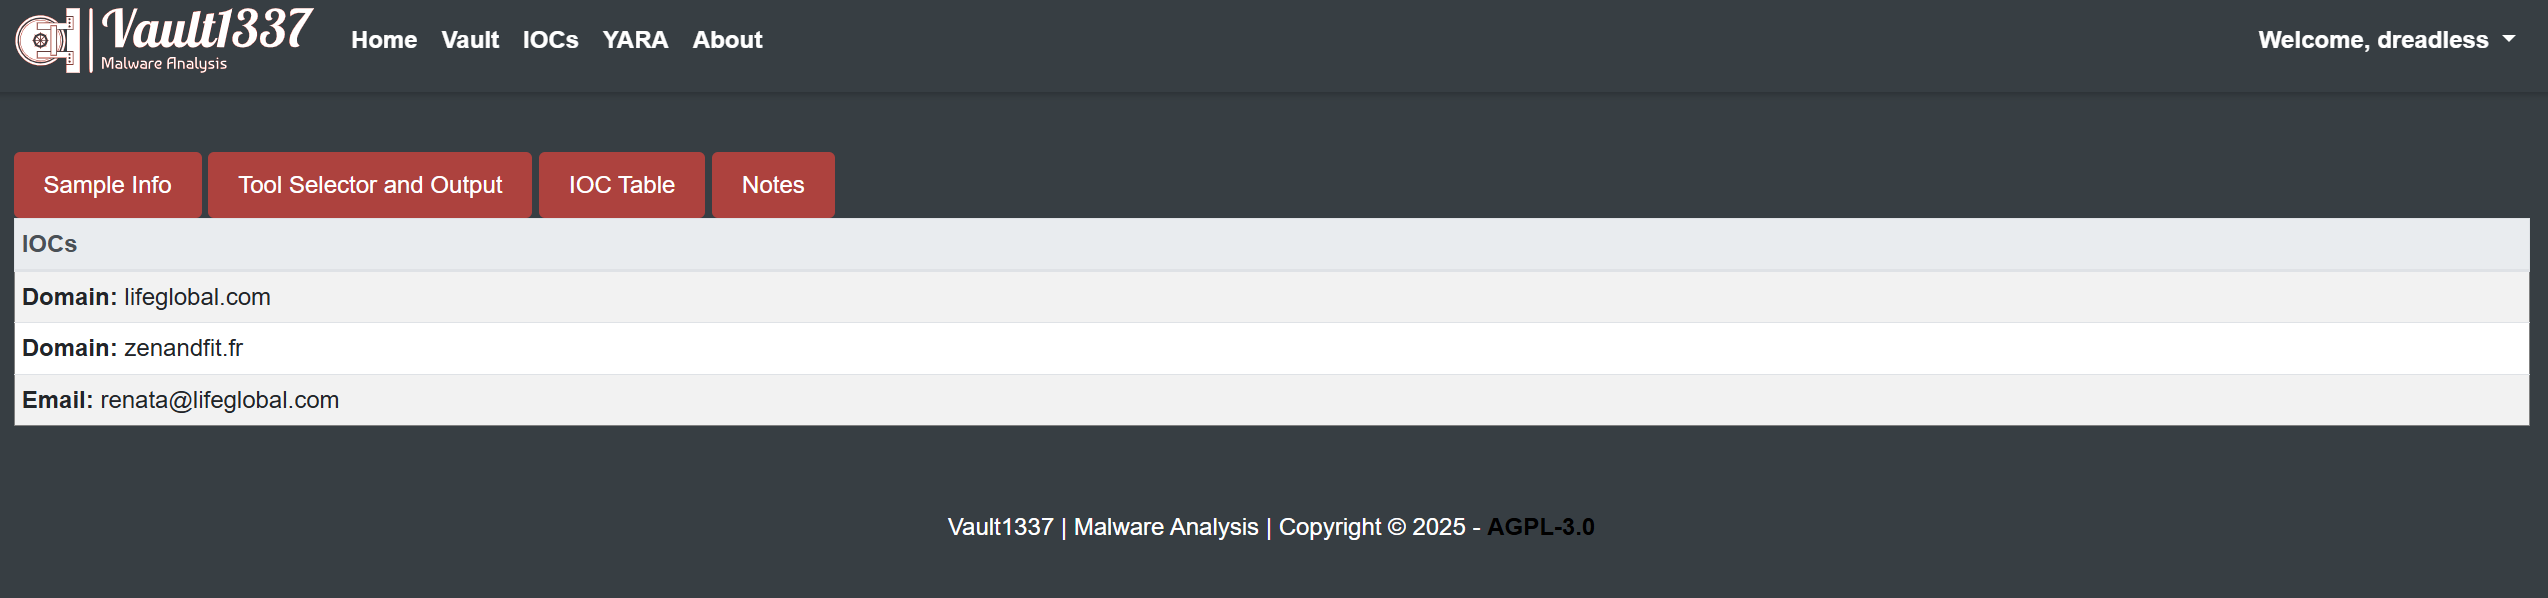 Vault1337
Malware Analysis
Home Vault IOCs YARA About
Welcome, dreadless
Sample Info Tool Selector and Output IOC Table Notes
IOCs
Domain: lifeglobal.com
Domain: zenandfit.fr
Email: renata@lifeglobal.com
Vault1337 | Malware Analysis | Copyright © 2025 - AGPL-3.0